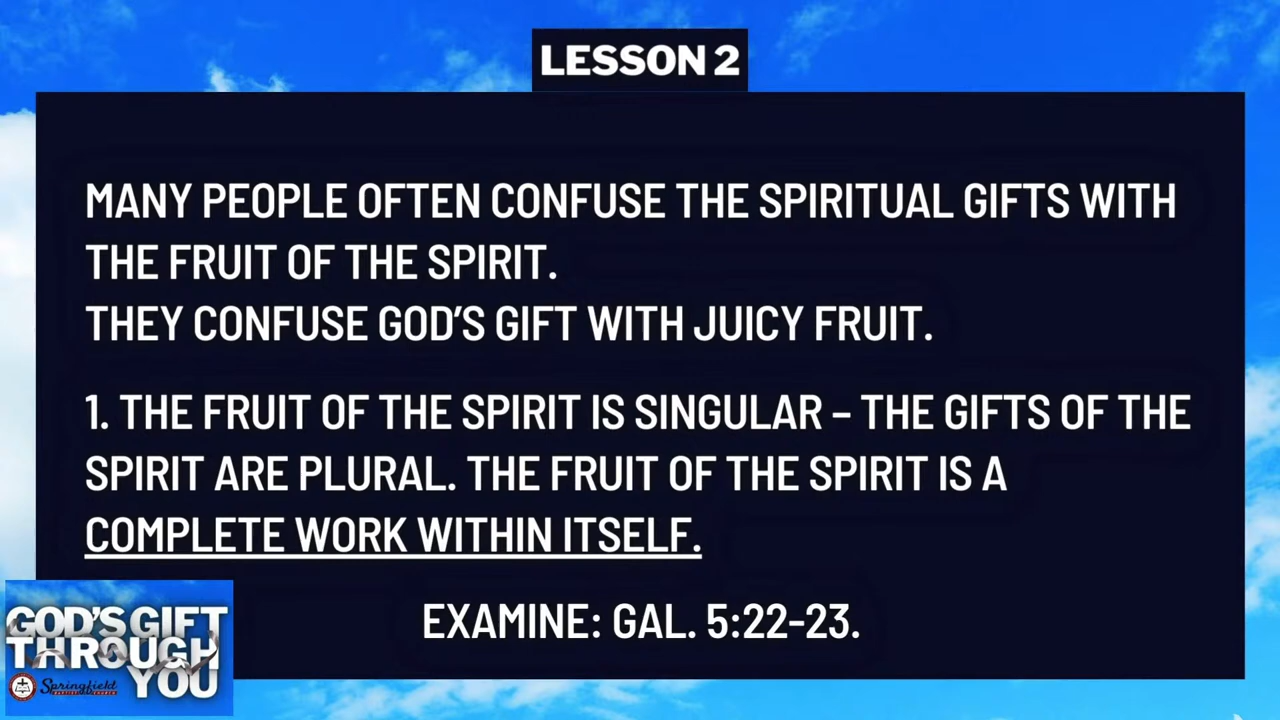 LESSON 2
MANY PEOPLE OFTEN CONFUSE THE SPIRITUAL GIFTS WITH
THE FRUIT OF THE SPIRIT.
THEY CONFUSE GOD'S GIFT WITH JUICY FRUIT.
1. THE FRUIT OF THE SPIRIT IS SINGULAR – THE GIFTS OF THE
SPIRIT ARE PLURAL. THE FRUIT OF THE SPIRIT IS A
COMPLETE WORK WITHIN ITSELF.
EXAMINE: GAL. 5:22-23.
GOD'S GIFT
THROUGH
YOU
Springfield
BAPTIST CHURCH